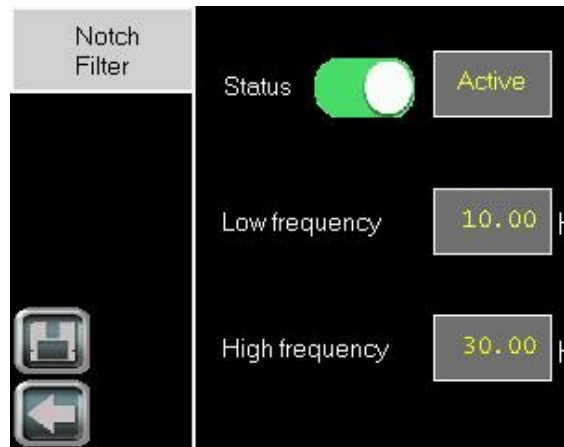 Notch
Filter
Status
Active
Low frequency
10.00
H
High frequency
30.00
H